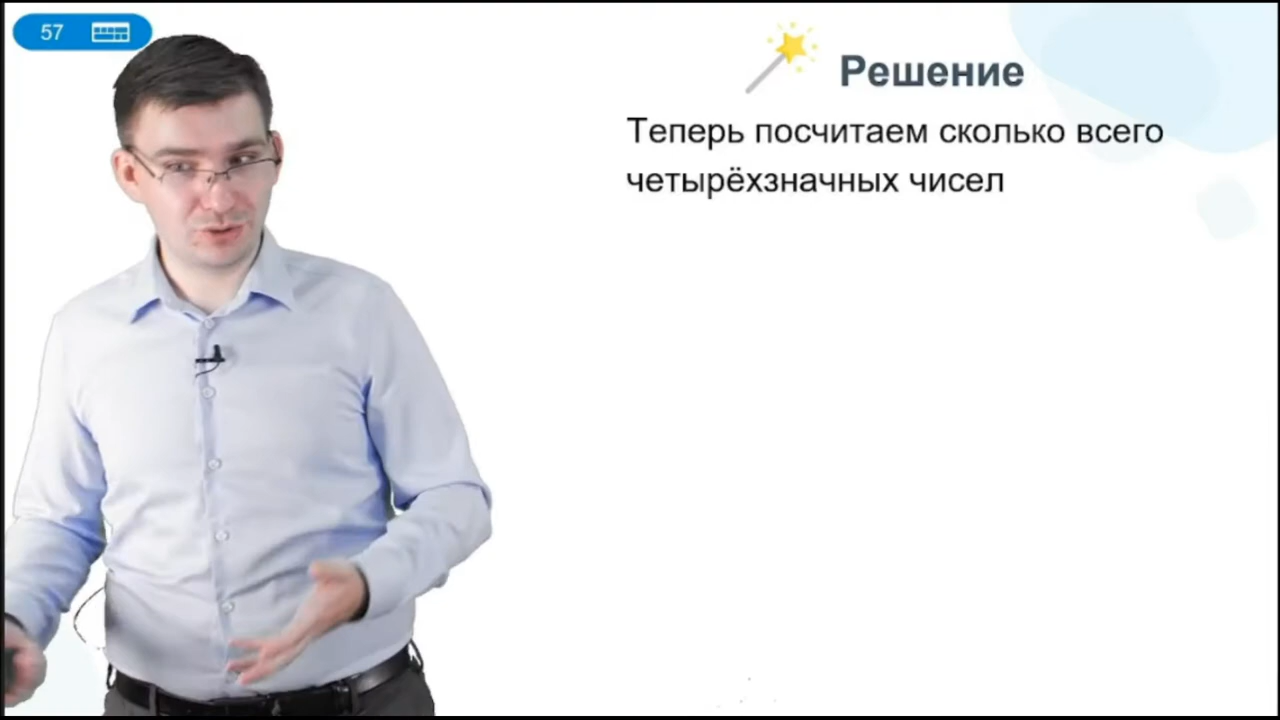 57
Решение
Теперь посчитаем сколько всего
четырёхзначных чисел